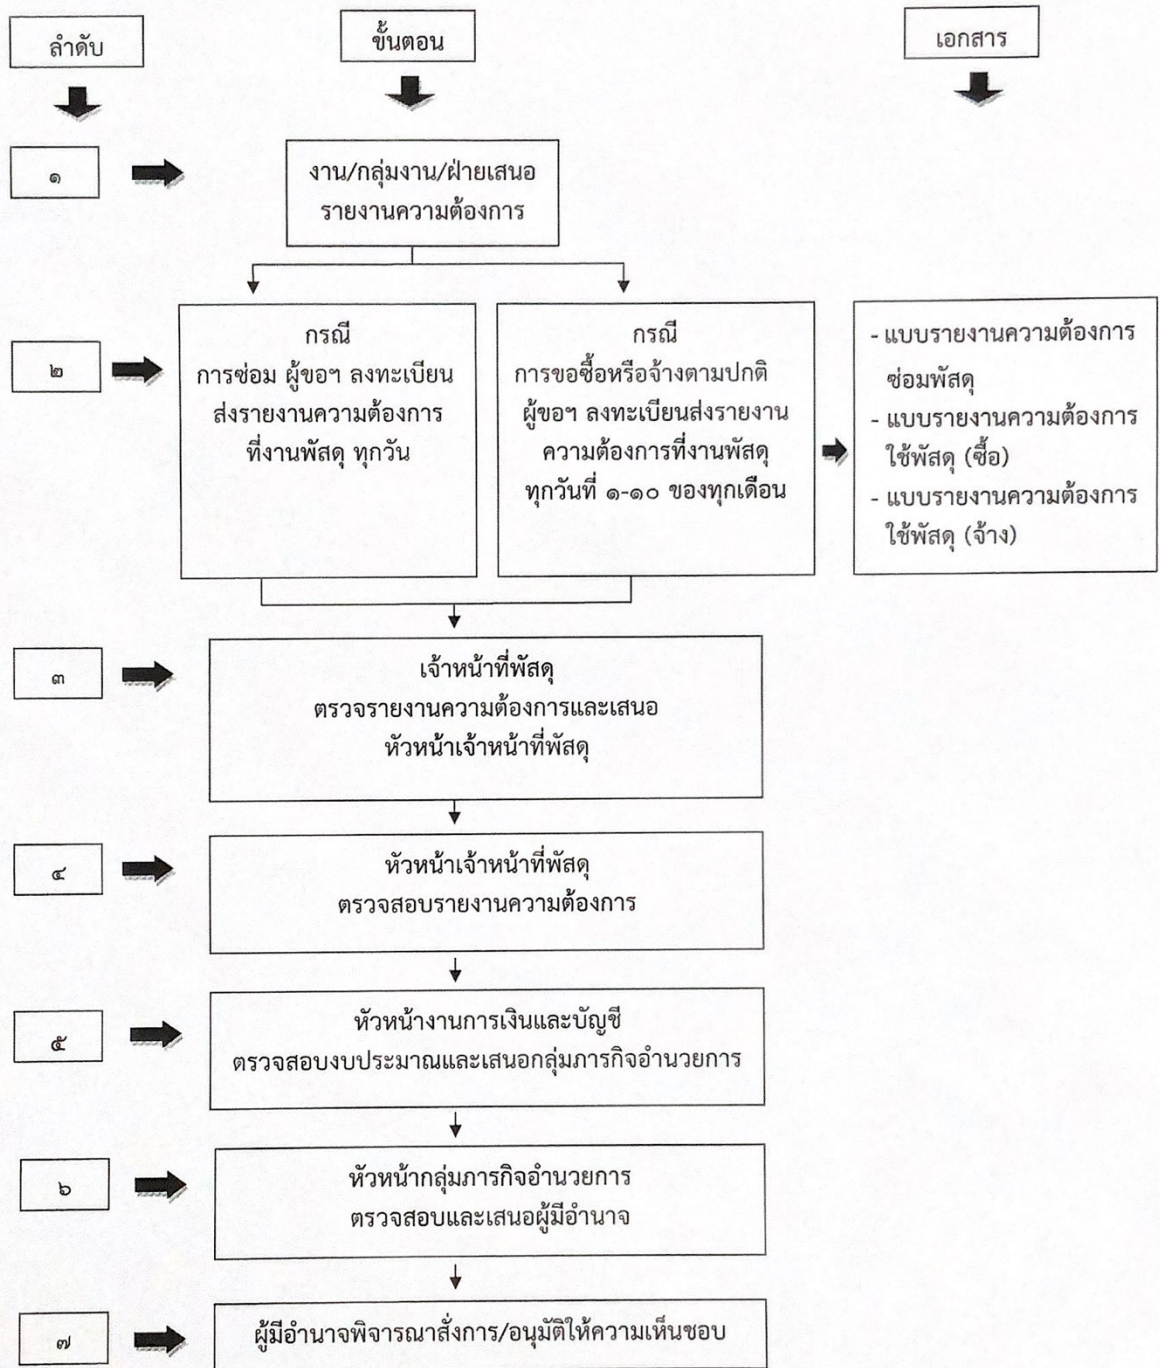 ลำดับ
ขั้นตอน
เอกสาร
๑
งาน/กลุ่มงาน/ฝ่ายเสนอ
รายงานความต้องการ
๒
กรณี
การซ่อม ผู้ขอฯ ลงทะเบียน
ส่งรายงานความต้องการ
ที่งานพัสดุ ทุกวัน
กรณี
การขอซื้อหรือจ้างตามปกติ
ผู้ขอฯ ลงทะเบียนส่งรายงาน
ความต้องการที่งานพัสดุ
ทุกวันที่ ๑-๑๐ ของทุกเดือน
- แบบรายงานความต้องการ
ซ่อมพัสดุ
- แบบรายงานความต้องการ
ใช้พัสดุ (ซื้อ)
- แบบรายงานความต้องการ
ใช้พัสดุ (จ้าง)
๓
เจ้าหน้าที่พัสดุ
ตรวจรายงานความต้องการและเสนอ
หัวหน้าเจ้าหน้าที่พัสดุ
๔
หัวหน้าเจ้าหน้าที่พัสดุ
ตรวจสอบรายงานความต้องการ
๕
หัวหน้างานการเงินและบัญชี
ตรวจสอบงบประมาณและเสนอกลุ่มภารกิจอำนวยการ
๖
หัวหน้ากลุ่มภารกิจอำนวยการ
ตรวจสอบและเสนอผู้มีอำนาจ
๗
ผู้มีอำนาจพิจารณาสั่งการ/อนุมัติให้ความเห็นชอบ